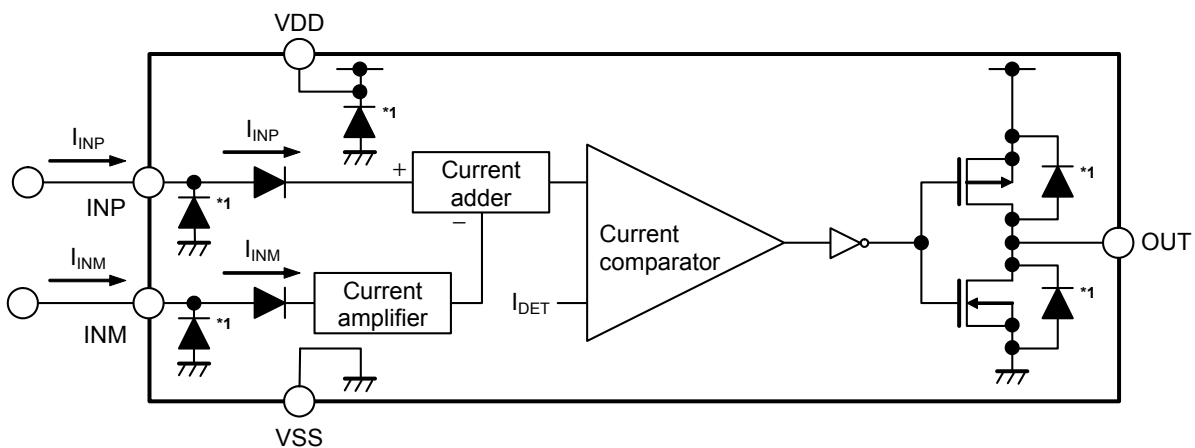 VDD
*1
I_INP
I_INP
+
Current
adder
*1
INP
*1
−
Current
comparator
OUT
I_INM
I_INM
Current
amplifier
I_DET
*1
INM
*1
VSS